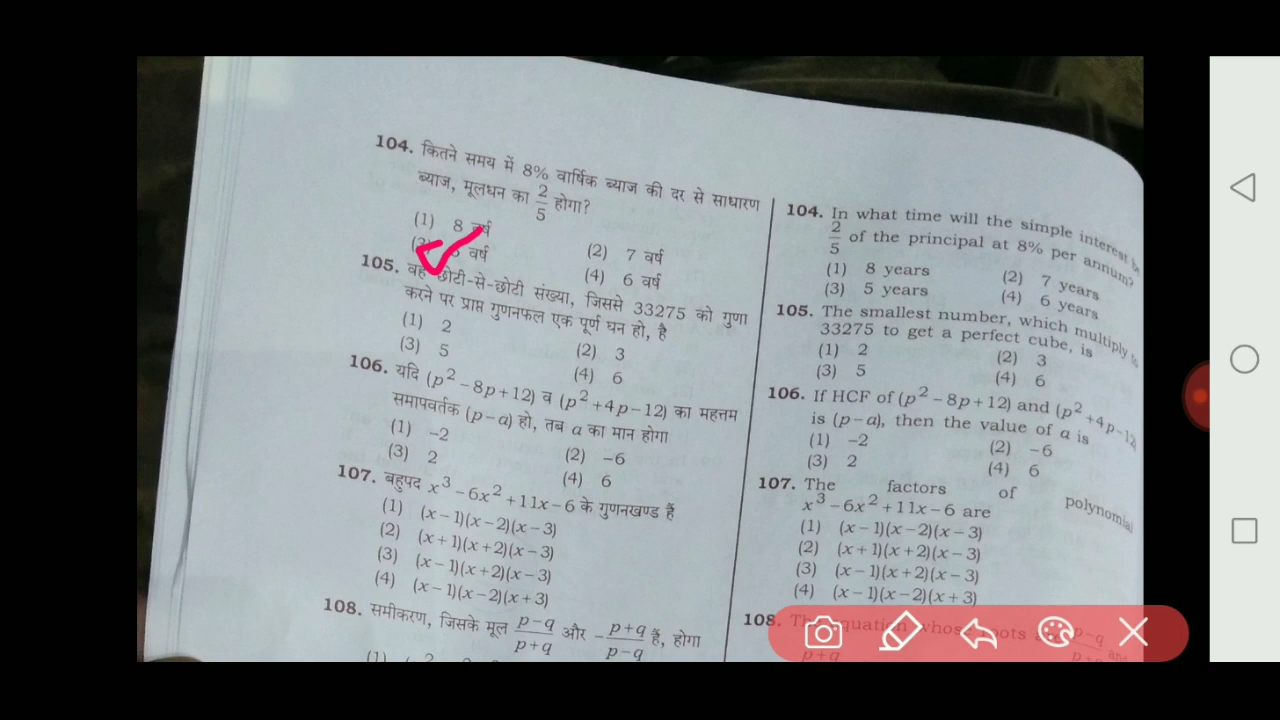 104. कितने समय में 8% वार्षिक ब्याज की दर से साधारण
ब्याज, मूलधन का 2/5 होगा?
(1) 8 वर्ष
(2) 7 वर्ष
(3) 5 वर्ष
(4) 6 वर्ष
105. वह छोटी-से-छोटी संख्या, जिससे 33275 को गुणा
करने पर प्राप्त गुणनफल एक पूर्ण घन हो, है
(1) 2
(2) 3
(3) 5
(4) 6
106. यदि (p² – 8p + 12) व (p² + 4p – 12) का महत्तम
समापवर्तक (p – a) हो, तब a का मान होगा
(1) –2
(2) –6
(3) 2
(4) 6
107. बहुपद x³ – 6x² + 11x – 6 के गुणनखण्ड हैं
(1) (x – 1)(x – 2)(x – 3)
(2) (x + 1)(x + 2)(x – 3)
(3) (x – 1)(x + 2)(x – 3)
(4) (x – 1)(x – 2)(x + 3)
108. समीकरण, जिसके मूल p–q/p+q और –p+q/p–q हैं, होगा
(1)
104. In what time will the simple interest be
2/5 of the principal at 8% per annum?
(1) 8 years
(2) 7 years
(3) 5 years
(4) 6 years
105. The smallest number, which multiply to
33275 to get a perfect cube, is
(1) 2
(2) 3
(3) 5
(4) 6
106. If HCF of (p² – 8p + 12) and (p² + 4p – 12)
is (p – a), then the value of a is
(1) –2
(2) –6
(3) 2
(4) 6
107. The factors of polynomial
x³ – 6x² + 11x – 6 are
(1) (x – 1)(x – 2)(x – 3)
(2) (x + 1)(x + 2)(x – 3)
(3) (x – 1)(x + 2)(x – 3)
(4) (x – 1)(x – 2)(x + 3)
108. The equation whose roots p–q and
p+q